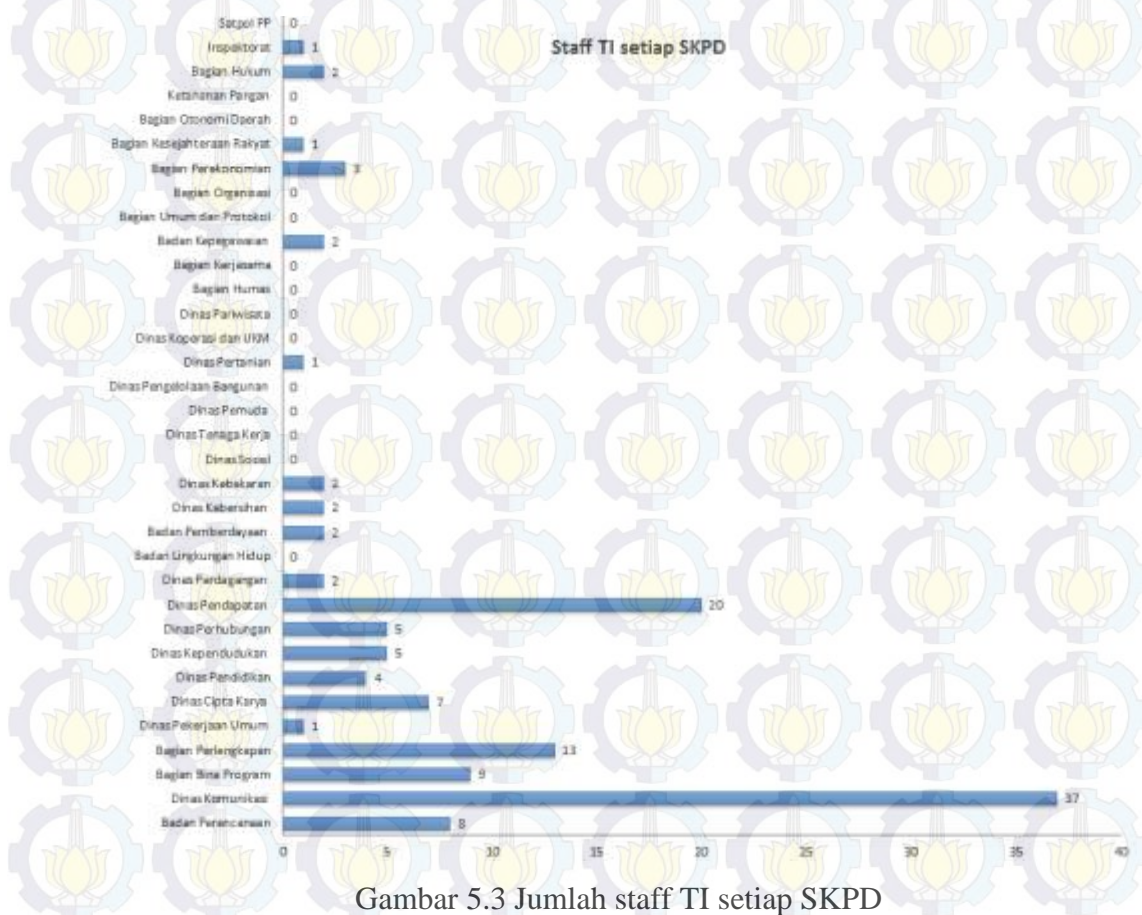 Staff TI setiap SKPD
Satpol PP 0
Inspektorat 1
Bagian Hukum 2
Ketahanan Pangan 0
Bagian Otonomi Daerah 0
Bagian Kesejahteraan Rakyat 1
Bagian Perekonomian 3
Bagian Organisasi 0
Bagian Umum dan Protokol 0
Badan Kepegawaian 2
Bagian Kerjasama 0
Bagian Humas 0
Dinas Pariwisata 0
Dinas Koperasi dan UKM 0
Dinas Pertanian 1
Dinas Pengelolaan Bangunan 0
Dinas Pemuda 0
Dinas Tenaga Kerja 0
Dinas Sosial 0
Dinas Kebakaran 2
Dinas Kebersihan 2
Badan Pemberdayaan 2
Badan Lingkungan Hidup 0
Dinas Perdagangan 2
Dinas Pendapatan 20
Dinas Perhubungan 5
Dinas Kependudukan 5
Dinas Pendidikan 4
Dinas Cipta Karya 7
Dinas Pekerjaan Umum 1
Bagian Perlengkapan 13
Bagian Bina Program 9
Dinas Komunikasi 37
Badan Perencanaan 8
0 5 10 15 20 25 30 35 40
Gambar 5.3 Jumlah staff TI setiap SKPD